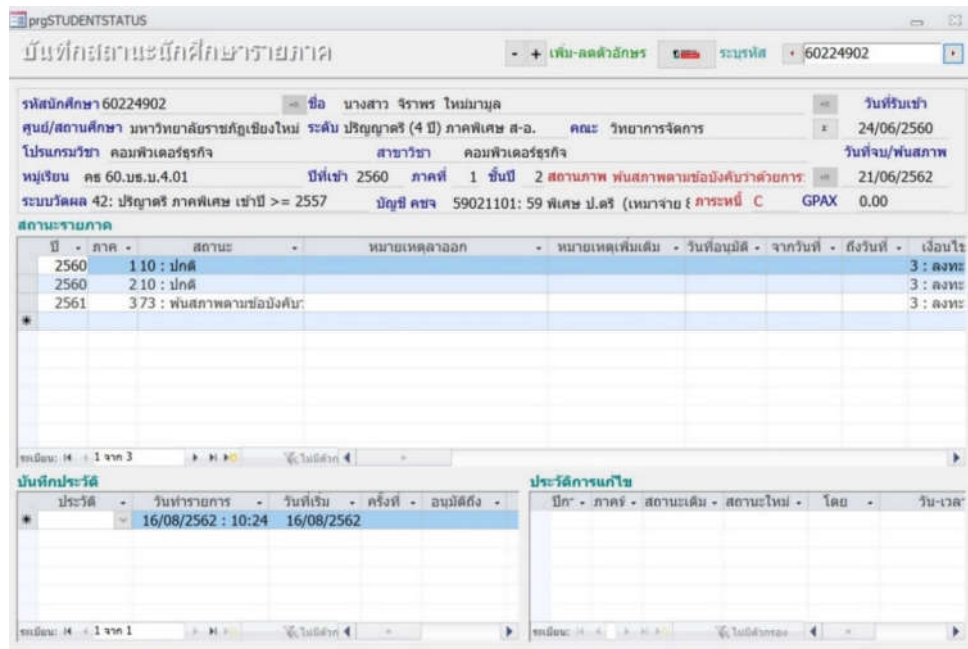 prgSTUDENTSTATUS
บันทึกสถานะนักศึกษารายภาค - + เพิ่ม-ลดตัวอักษร ระบุรหัส 60224902
รหัสนักศึกษา 60224902 ชื่อ นางสาว จิราพร ใหม่มามูล วันที่รับเข้า
ศูนย์/สถานศึกษา มหาวิทยาลัยราชภัฏเชียงใหม่ ระดับ ปริญญาตรี (4 ปี) ภาคพิเศษ ส-อ. คณะ วิทยาการจัดการ 24/06/2560
โปรแกรมวิชา คอมพิวเตอร์ธุรกิจ สาขาวิชา คอมพิวเตอร์ธุรกิจ วันที่จบ/พ้นสภาพ
หมู่เรียน คธ 60.บธ.บ.4.01 ปีที่เข้า 2560 ภาคที่ 1 ชั้นปี 2 สถานภาพ พ้นสภาพตามข้อบังคับว่าด้วยการ 21/06/2562
ระบบวัดผล 42: ปริญาตรี ภาคพิเศษ เข้าปี >= 2557 บัญชี คชจ 59021101: 59 พิเศษ ป.ตรี (เหมาจ่าย ภาระหนี้ C GPAX 0.00
สถานะรายภาค
ปี ภาค สถานะ หมายเหตุลาออก หมายเหตุเพิ่มเติม วันที่อนุมัติ จากวันที่ ถึงวันที่ เงื่อนไข
2560 1 10 : ปกติ 3 : ลงทะ
2560 2 10 : ปกติ 3 : ลงทะ
2561 3 73 : พ้นสภาพตามข้อบังคับ 3 : ลงทะ
ระเบียน: 1 จาก 3 ไม่มีตัวก
บันทึกประวัติ ประวัติการแก้ไข
ประวัติ วันทำรายการ วันที่เริ่ม ครั้งที่ อนุมัติถึง ปีกา ภาคที่ สถานะเดิม สถานะใหม่ โดย วัน-เวลา
16/08/2562 : 10:24 16/08/2562
ระเบียน: 1 จาก 1 ไม่มีตัวก ระเบียน: ไม่มีตัวกรอง